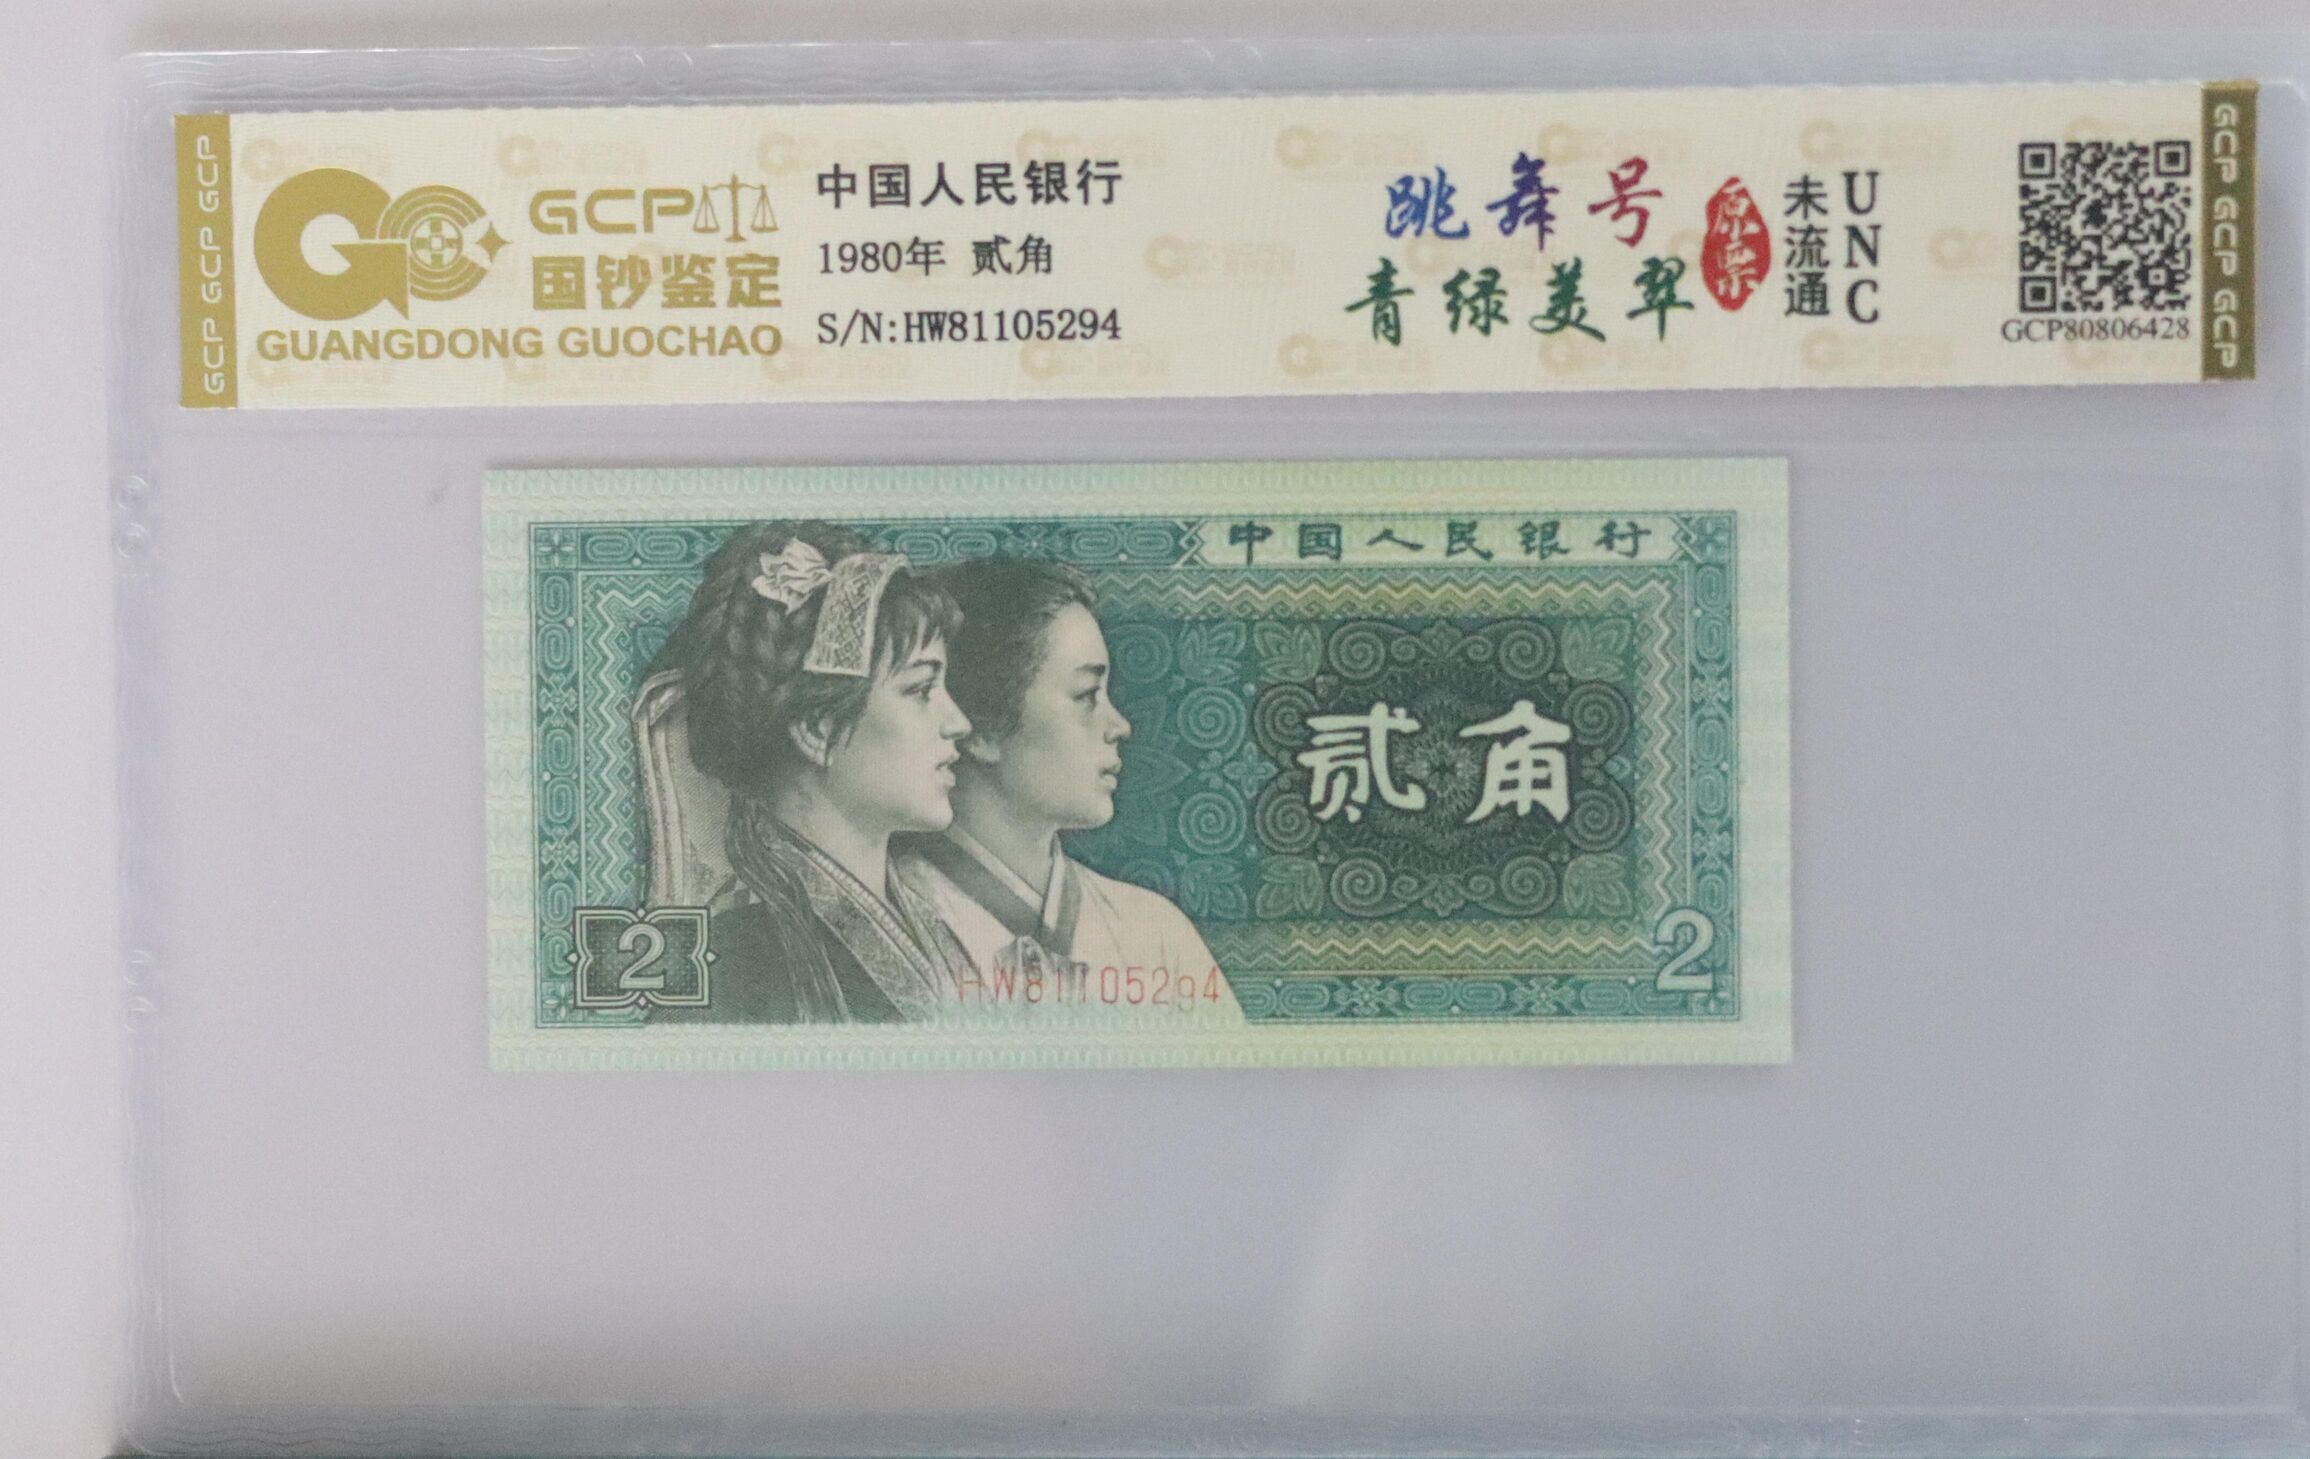 GCP GCP GCP
GCP
国钞鉴定
GUANGDONG GUOCHAO
中国人民银行
1980年 贰角
S/N:HW81105294
跳舞号
青绿美翠
原票
未流通
UNC
GCP80806428
GCP GCP GCP
中国人民银行
贰角
2
HW81105294
2